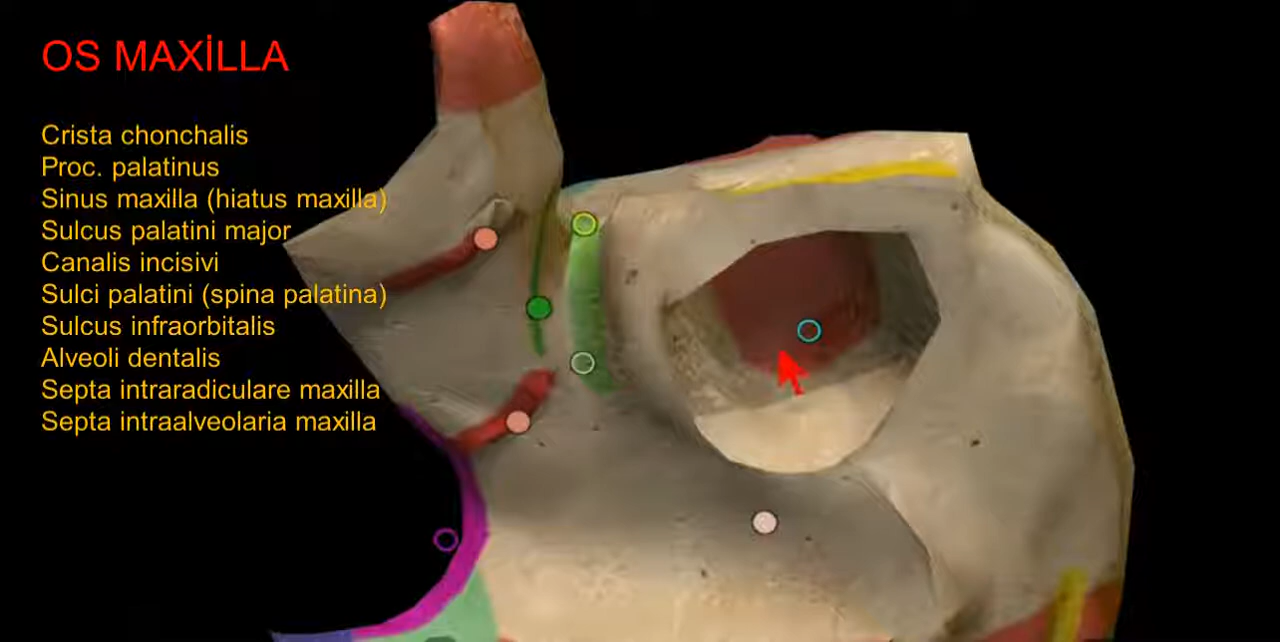 OS MAXİLLA
Crista chonchalis
Proc. palatinus
Sinus maxilla (hiatus maxilla)
Sulcus palatini major
Canalis incisivi
Sulci palatini (spina palatina)
Sulcus infraorbitalis
Alveoli dentalis
Septa intraradiculare maxilla
Septa intraalveolaria maxilla